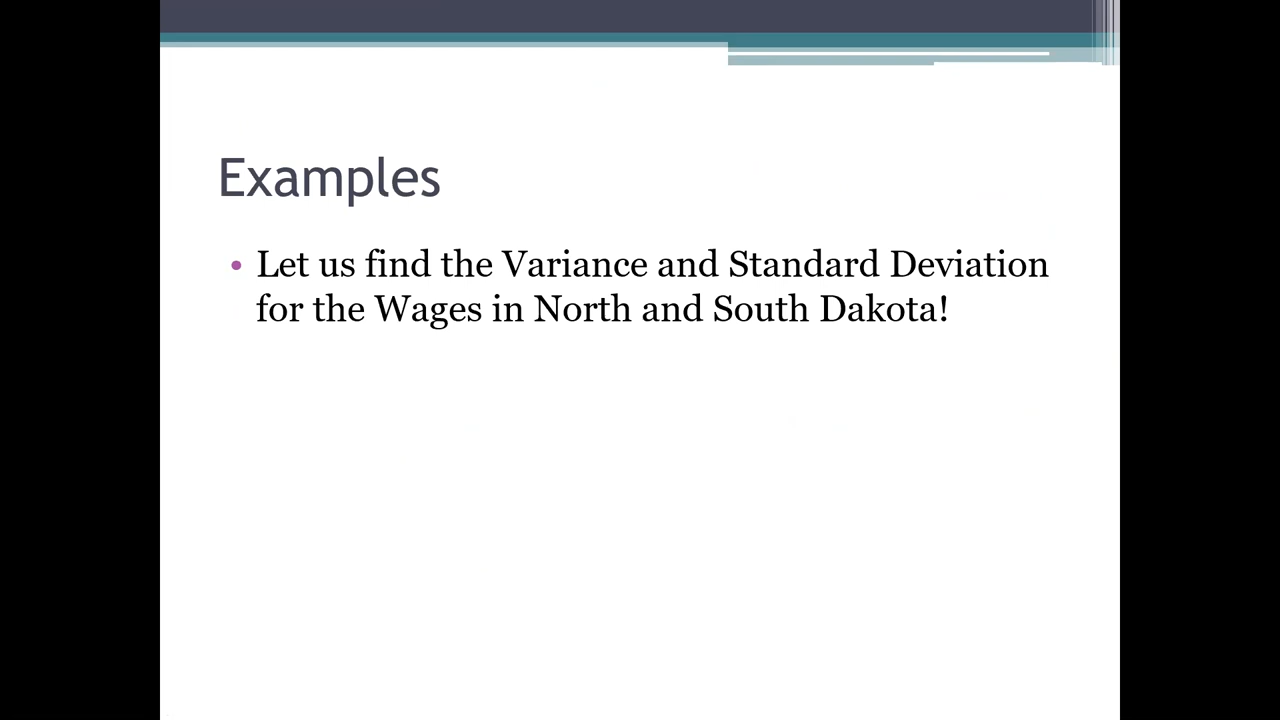 Examples
• Let us find the Variance and Standard Deviation
for the Wages in North and South Dakota!